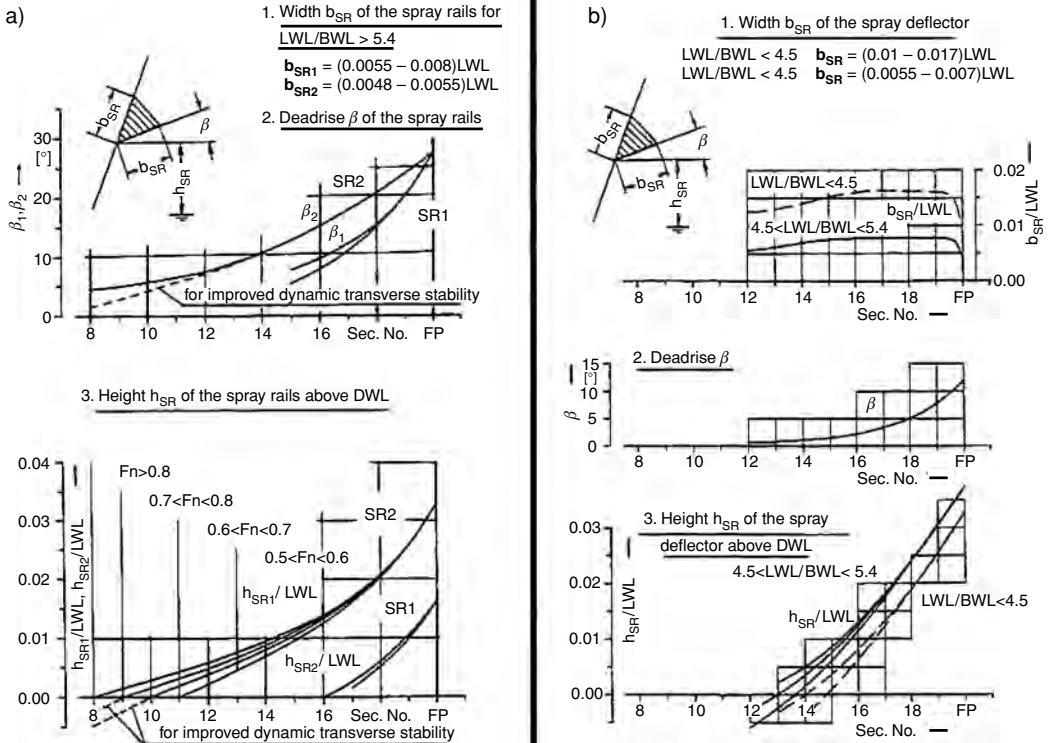 a)
1. Width bSR of the spray rails for
LWL/BWL > 5.4
bSR1 = (0.0055 – 0.008)LWL
bSR2 = (0.0048 – 0.0055)LWL
2. Deadrise β of the spray rails
bSR
β
bSR
hSR
β1,β2
[°]
30
20
10
0
SR2
SR1
β2
β1
for improved dynamic transverse stability
8 10 12 14 16 Sec. No. FP
3. Height hSR of the spray rails above DWL
hSR1/LWL, hSR2/LWL
0.04
0.03
0.02
0.01
0.00
Fn>0.8
0.7<Fn<0.8
0.6<Fn<0.7
0.5<Fn<0.6
SR2
hSR1/ LWL
SR1
hSR2/ LWL
8 10 12 14 16 Sec. No. FP
for improved dynamic transverse stability
b)
1. Width bSR of the spray deflector
LWL/BWL < 4.5 bSR = (0.01 – 0.017)LWL
LWL/BWL < 4.5 bSR = (0.0055 – 0.007)LWL
bSR
β
bSR
hSR
LWL/BWL<4.5
bSR/LWL
4.5<LWL/BWL<5.4
0.02
0.01
0.00
bSR/LWL
8 10 12 14 16 18 FP
Sec. No.
2. Deadrise β
β
[°]
15
10
5
0
β
8 10 12 14 16 18 FP
Sec. No.
3. Height hSR of the spray
deflector above DWL
4.5<LWL/BWL< 5.4
hSR/LWL
LWL/BWL<4.5
hSR/LWL
0.03
0.02
0.01
0.00
8 10 12 14 16 18 FP
Sec. No.